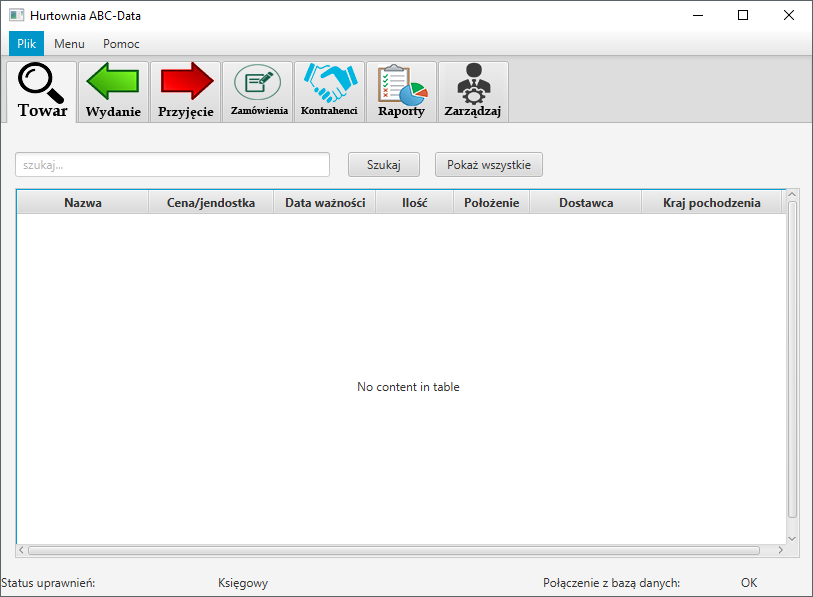 Hurtownia ABC-Data
Plik Menu Pomoc
Towar Wydanie Przyjęcie Zamówienia Kontrahenci Raporty Zarządzaj
szukaj... Szukaj Pokaż wszystkie
Nazwa Cena/jendostka Data ważności Ilość Położenie Dostawca Kraj pochodzenia
No content in table
Status uprawnień: Księgowy Połączenie z bazą danych: OK